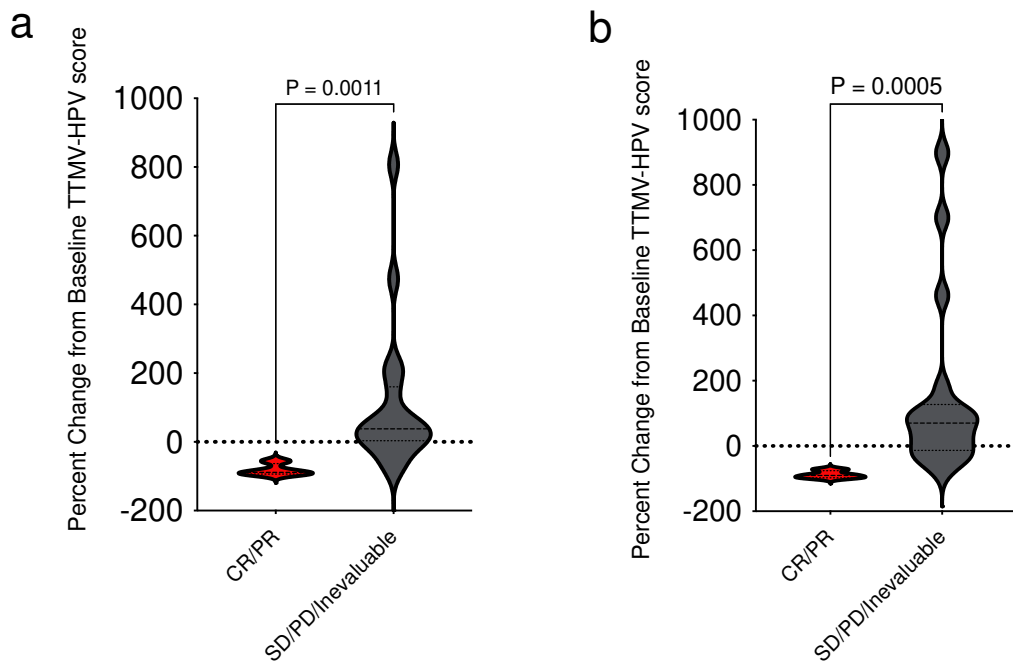 a
P = 0.0011
Percent Change from Baseline TTMV-HPV score
1000
800
600
400
200
0
-200
CR/PR
SD/PD/Inevaluable
b
P = 0.0005
Percent Change from Baseline TTMV-HPV score
1000
800
600
400
200
0
-200
CR/PR
SD/PD/Inevaluable